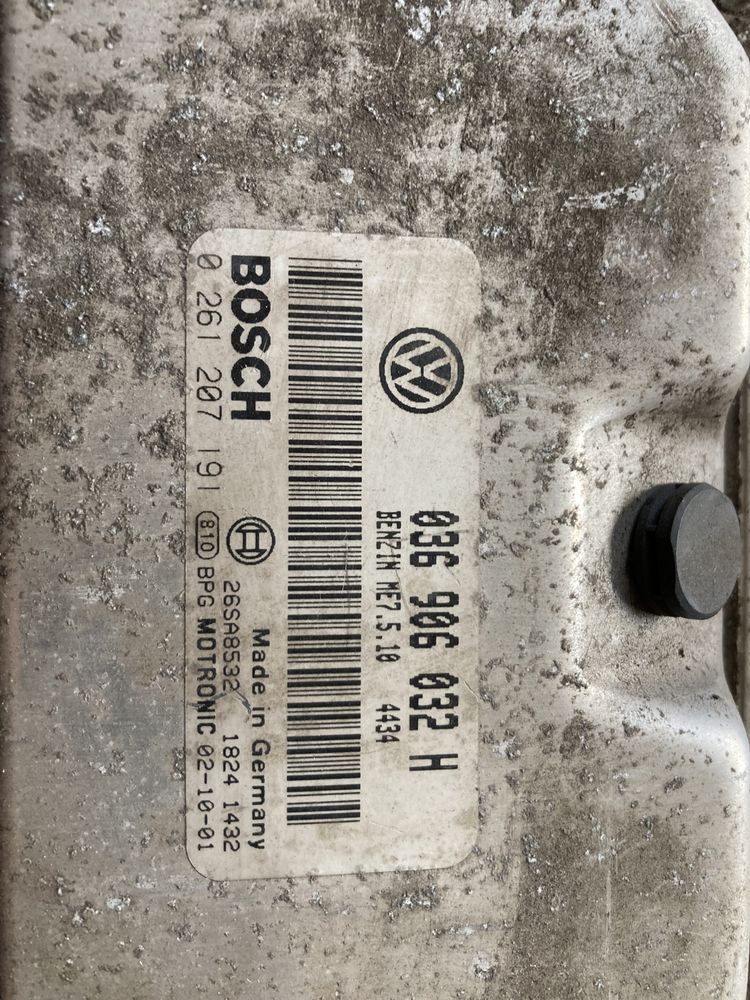 036 906 032 H
BENZIN ME7.5.10 4434
BOSCH
Made in Germany
26SA8532 1824 1432
0 261 207 191
810 BPG MOTRONIC 02-10-01